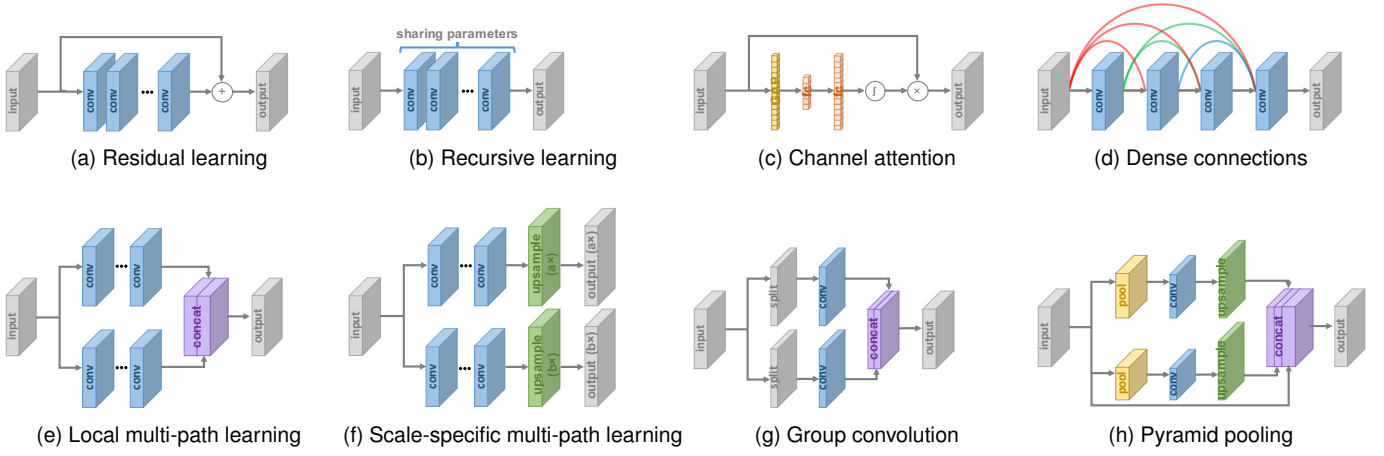 input
conv
conv
conv
+
output
(a) Residual learning
sharing parameters
input
conv
conv
conv
output
(b) Recursive learning
input
GAP
fc
fc
∫
×
output
(c) Channel attention
input
conv
conv
conv
conv
output
(d) Dense connections
input
conv
conv
conv
conv
concat
output
(e) Local multi-path learning
input
conv
conv
upsample
(a×)
output (a×)
conv
conv
upsample
(b×)
output (b×)
(f) Scale-specific multi-path learning
input
split
conv
split
conv
concat
output
(g) Group convolution
input
pool
conv
upsample
pool
conv
upsample
concat
output
(h) Pyramid pooling